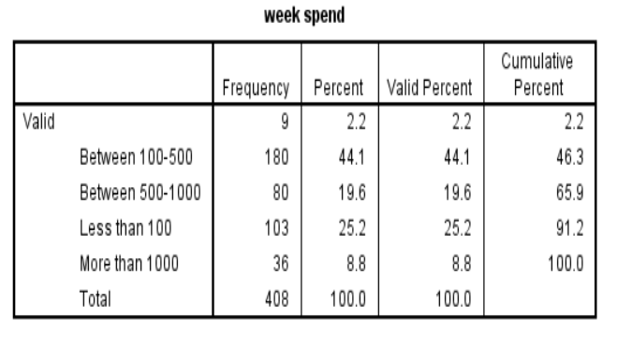 week spend
Cumulative
Frequency Percent Valid Percent Percent
Valid 9 2.2 2.2 2.2
Between 100-500 180 44.1 44.1 46.3
Between 500-1000 80 19.6 19.6 65.9
Less than 100 103 25.2 25.2 91.2
More than 1000 36 8.8 8.8 100.0
Total 408 100.0 100.0